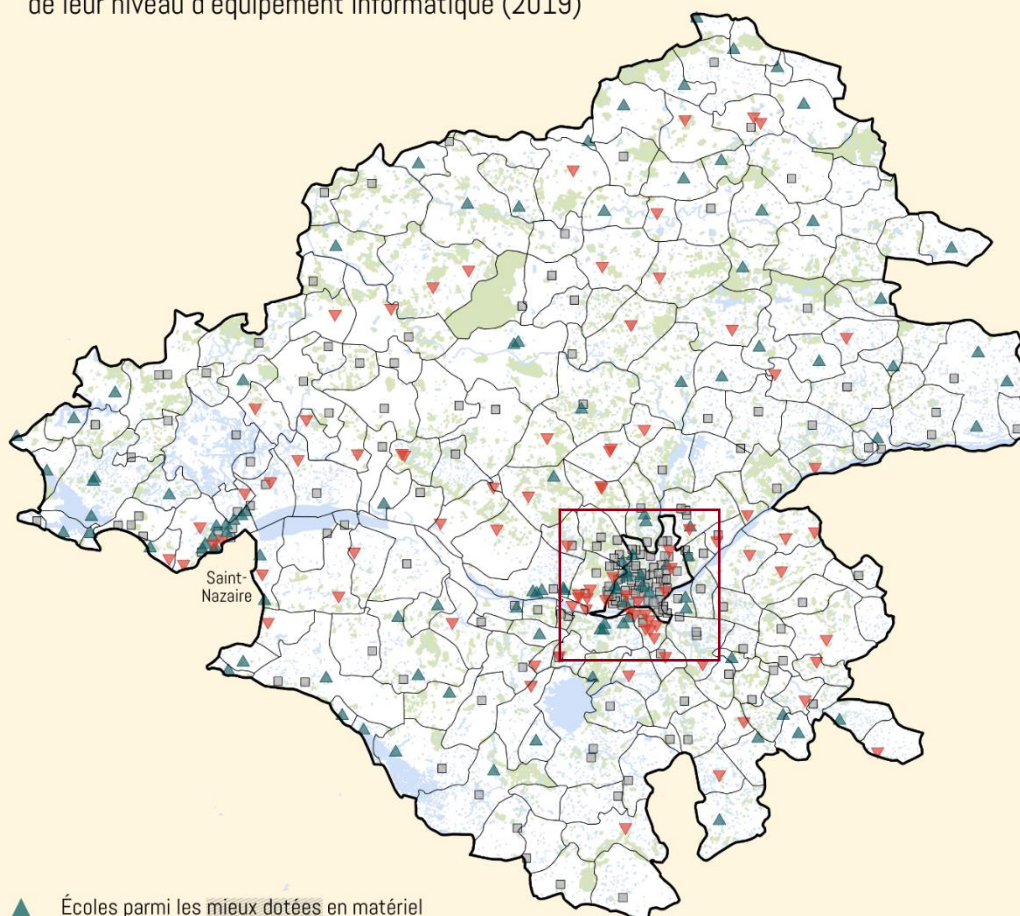 de leur niveau d'équipement informatique (2019)
Saint-
Nazaire
Écoles parmi les mieux dotées en matériel